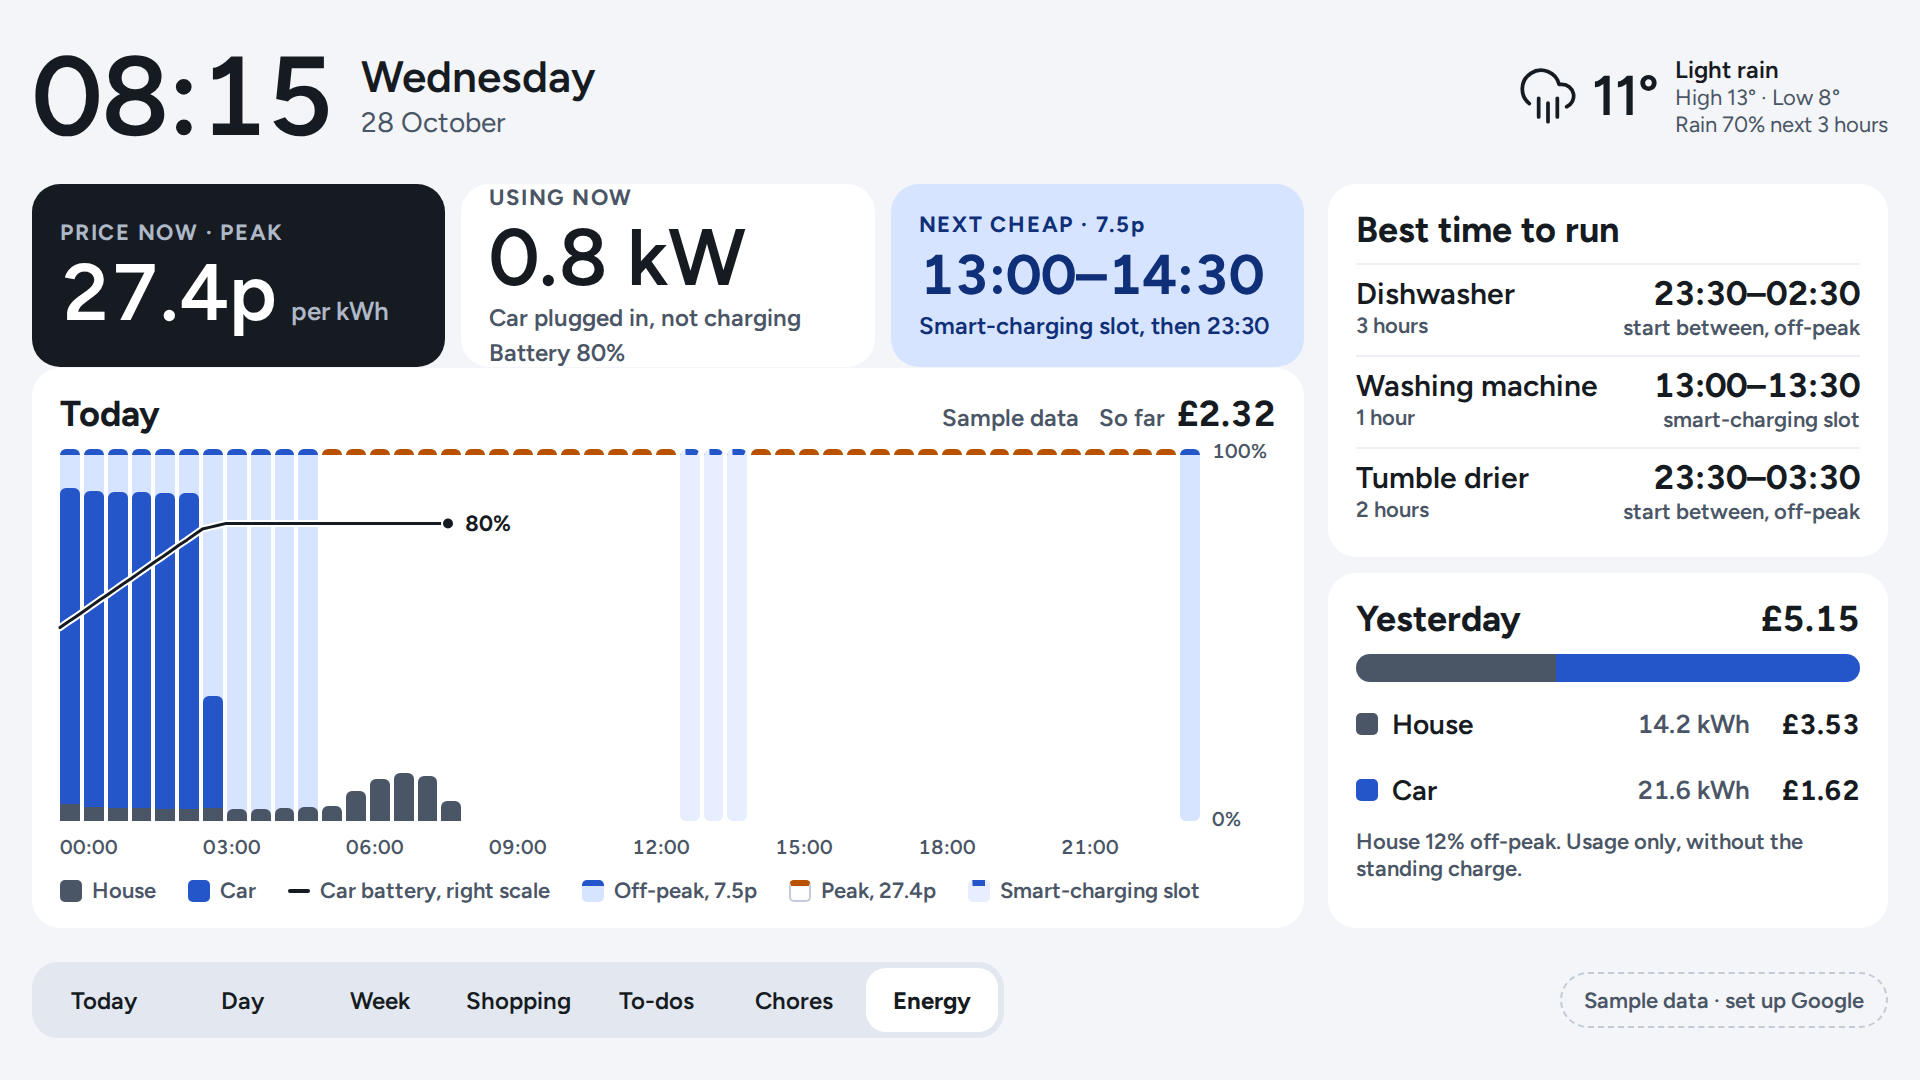 08:15
Wednesday
28 October
11°
Light rain
High 13° · Low 8°
Rain 70% next 3 hours
PRICE NOW · PEAK
27.4p per kWh
USING NOW
0.8 kW
Car plugged in, not charging
Battery 80%
NEXT CHEAP · 7.5p
13:00–14:30
Smart-charging slot, then 23:30
Today
Sample data So far £2.32
100%
80%
0%
00:00 03:00 06:00 09:00 12:00 15:00 18:00 21:00
House Car Car battery, right scale Off-peak, 7.5p Peak, 27.4p Smart-charging slot
Best time to run
Dishwasher 23:30–02:30
3 hours start between, off-peak
Washing machine 13:00–13:30
1 hour smart-charging slot
Tumble drier 23:30–03:30
2 hours start between, off-peak
Yesterday £5.15
House 14.2 kWh £3.53
Car 21.6 kWh £1.62
House 12% off-peak. Usage only, without the
standing charge.
Today Day Week Shopping To-dos Chores Energy
Sample data · set up Google